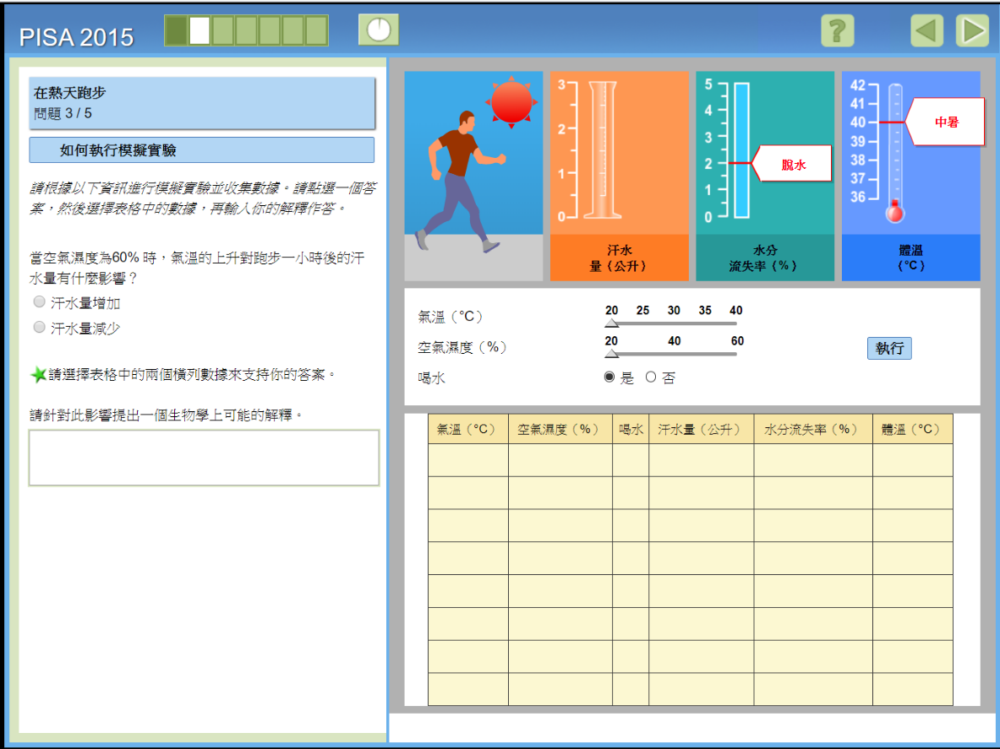 PISA 2015
?
在熱天跑步
問題 3 / 5
如何執行模擬實驗
請根據以下資訊進行模擬實驗並收集數據。請點選一個答
案，然後選擇表格中的數據，再輸入你的解釋作答。
當空氣濕度為60% 時，氣溫的上升對跑步一小時後的汗
水量有什麼影響？
汗水量增加
汗水量減少
請選擇表格中的兩個橫列數據來支持你的答案。
請針對此影響提出一個生物學上可能的解釋。
3
2
1
0
汗水
量（公升）
5
4
3
2
1
0
脫水
水分
流失率（%）
42
41
40
39
38
37
36
中暑
體溫
（°C）
氣溫（°C） 20 25 30 35 40
空氣濕度（%） 20 40 60
執行
喝水 是 否
氣溫（°C） 空氣濕度（%） 喝水 汗水量（公升） 水分流失率（%） 體溫（°C）